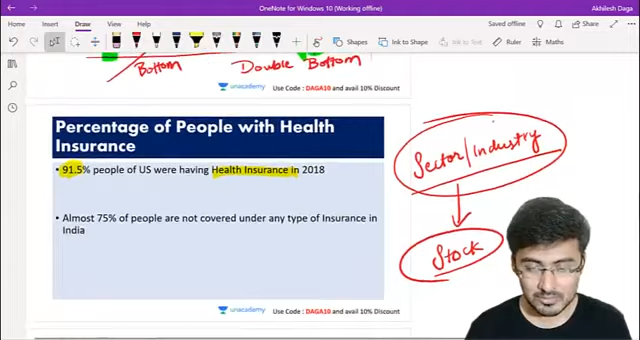 OneNote for Windows 10 (Working offline)
Akhilesh Daga
Home Insert Draw View
Saved offline
Shapes Ink to Shape Ink to Text Ruler Maths
Bottom Double Bottom
unacademy Use Code : DAGA10 and avail 10% Discount
Percentage of People with Health
Insurance
• 91.5% people of US were having Health Insurance in 2018
• Almost 75% of people are not covered under any type of Insurance in
India
Sector/industry
Stock
unacademy Use Code : DAGA10 and avail 10% Discount